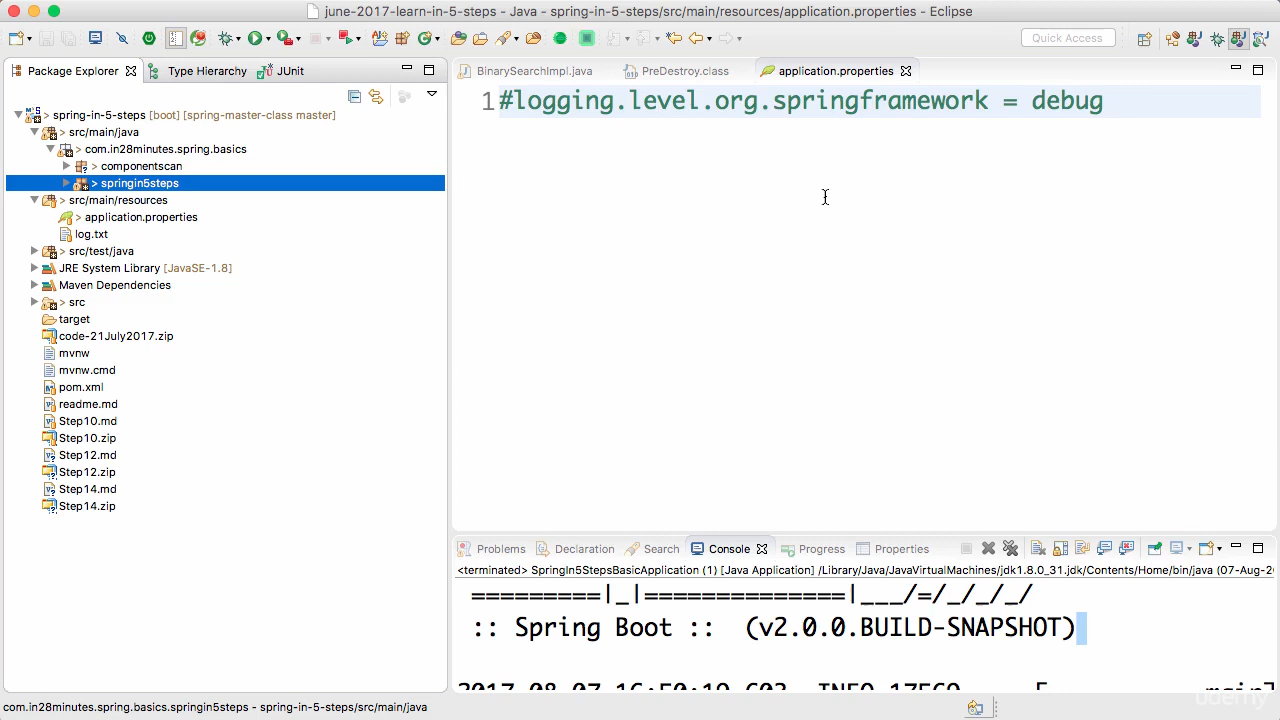 june-2017-learn-in-5-steps - Java - spring-in-5-steps/src/main/resources/application.properties - Eclipse
Quick Access
Package Explorer
Type Hierarchy
JUnit
BinarySearchImpl.java
PreDestroy.class
application.properties
> spring-in-5-steps [boot] [spring-master-class master]
> src/main/java
> com.in28minutes.spring.basics
> componentscan
> springin5steps
> src/main/resources
> application.properties
log.txt
> src/test/java
JRE System Library [JavaSE-1.8]
Maven Dependencies
> src
target
code-21July2017.zip
mvnw
mvnw.cmd
pom.xml
readme.md
Step10.md
Step10.zip
Step12.md
Step12.zip
Step14.md
Step14.zip
1 #logging.level.org.springframework = debug
Problems
Declaration
Search
Console
Progress
Properties
<terminated> SpringIn5StepsBasicApplication (1) [Java Application] /Library/Java/JavaVirtualMachines/jdk1.8.0_31.jdk/Contents/Home/bin/java (07-Aug-2
=========|_|==============|___/=/_/_/_/
:: Spring Boot :: (v2.0.0.BUILD-SNAPSHOT)
com.in28minutes.spring.basics.springin5steps - spring-in-5-steps/src/main/java
udemy